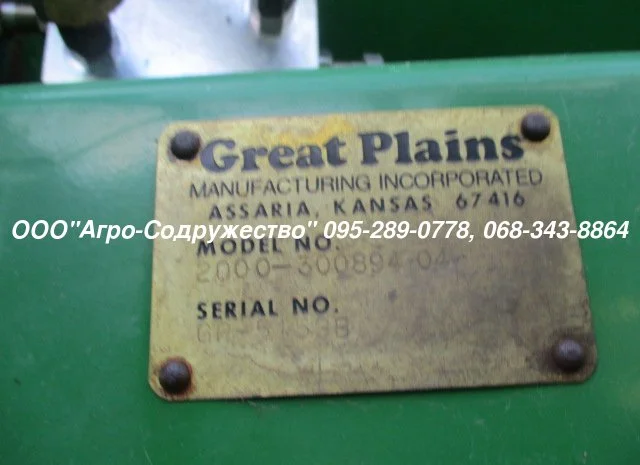 Great Plains
MANUFACTURING INCORPORATED
ASSARIA, KANSAS 67416
ООО"Агро-Содружество" 095-289-0778, 068-343-8864
MODEL NO.
2000-300894-04
SERIAL NO.